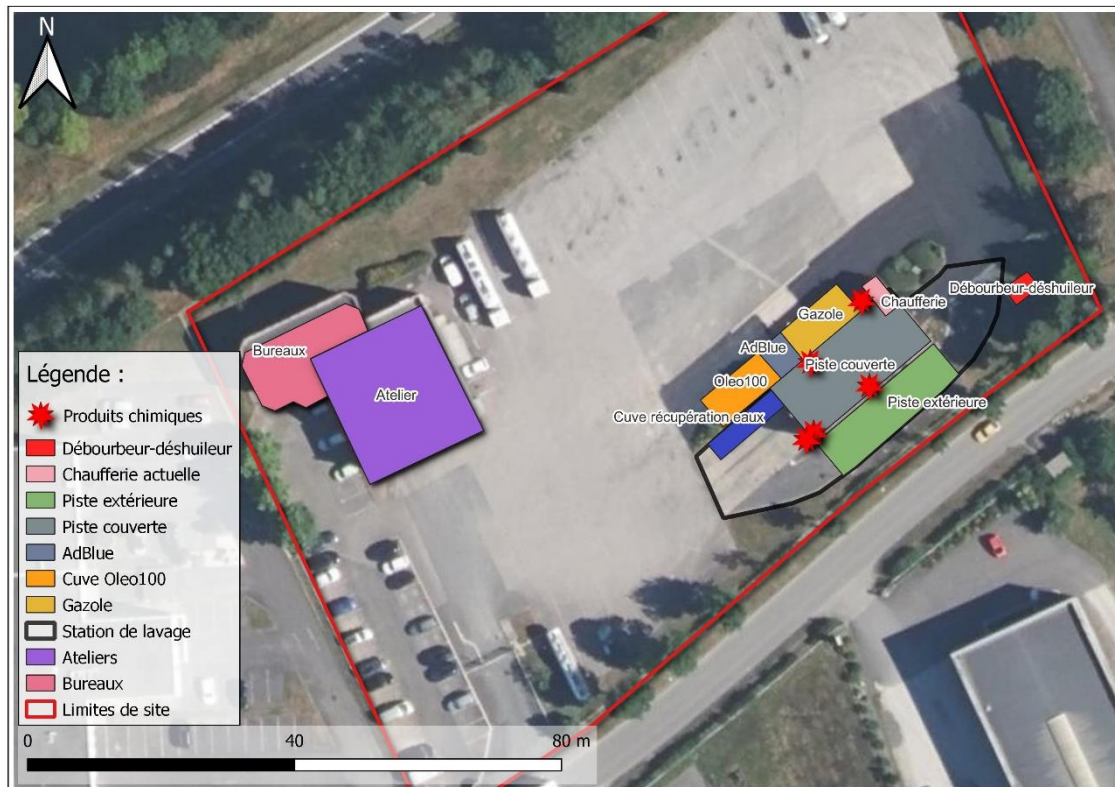 N
Débourbeur-déshuileur
Chaufferie
Gazole
AdBlue
Piste couverte
Oleo100
Piste extérieure
Cuve récupération eaux
Bureaux
Atelier
Légende :
Produits chimiques
Débourbeur-déshuileur
Chaufferie actuelle
Piste extérieure
Piste couverte
AdBlue
Cuve Oleo100
Gazole
Station de lavage
Ateliers
Bureaux
Limites de site
0 40 80 m